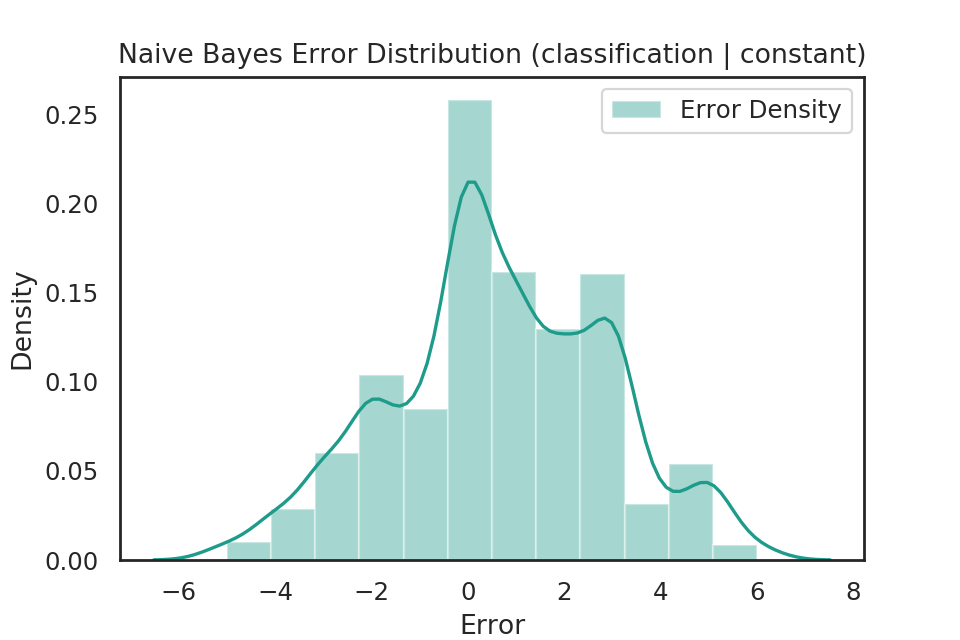 Naive Bayes Error Distribution (classification | constant)
Error Density
0.25
0.20
0.15
0.10
0.05
0.00
Density
−6 −4 −2 0 2 4 6 8
Error